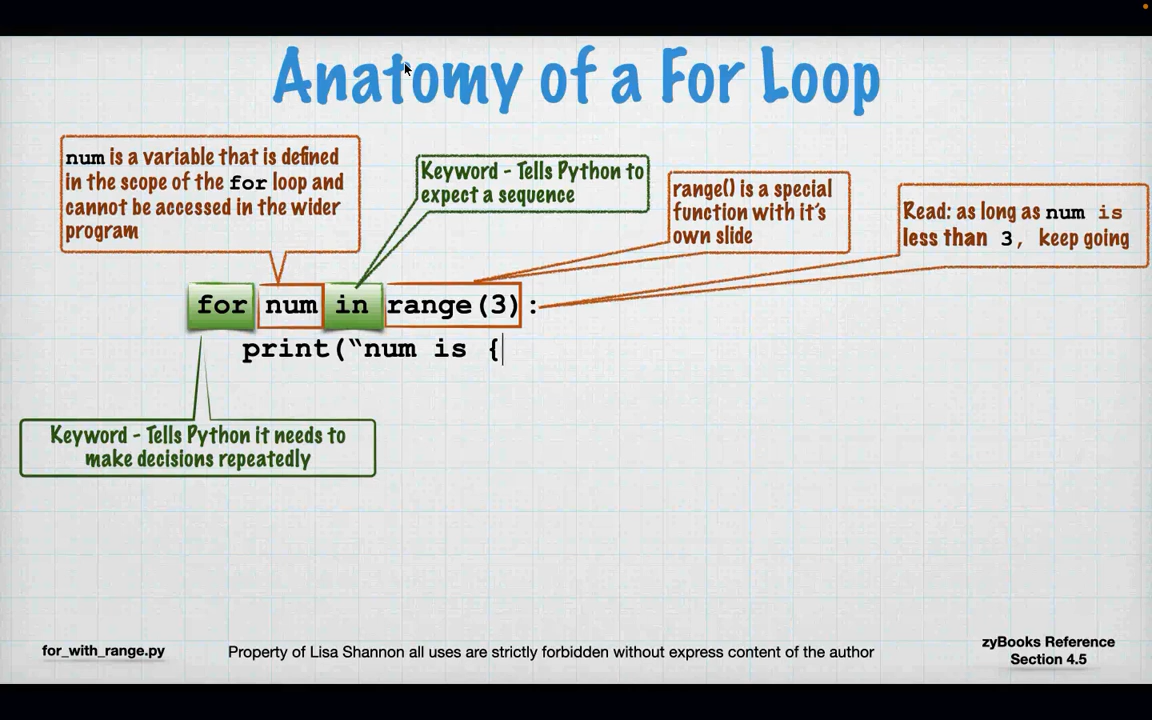 Anatomy of a For Loop
num is a variable that is defined
in the scope of the for loop and
cannot be accessed in the wider
program
Keyword - Tells Python to
expect a sequence
range() is a special
function with it's
own slide
Read: as long as num is
less than 3, keep going
for num in range(3):
print(“num is {
Keyword - Tells Python it needs to
make decisions repeatedly
for_with_range.py
Property of Lisa Shannon all uses are strictly forbidden without express content of the author
zyBooks Reference
Section 4.5